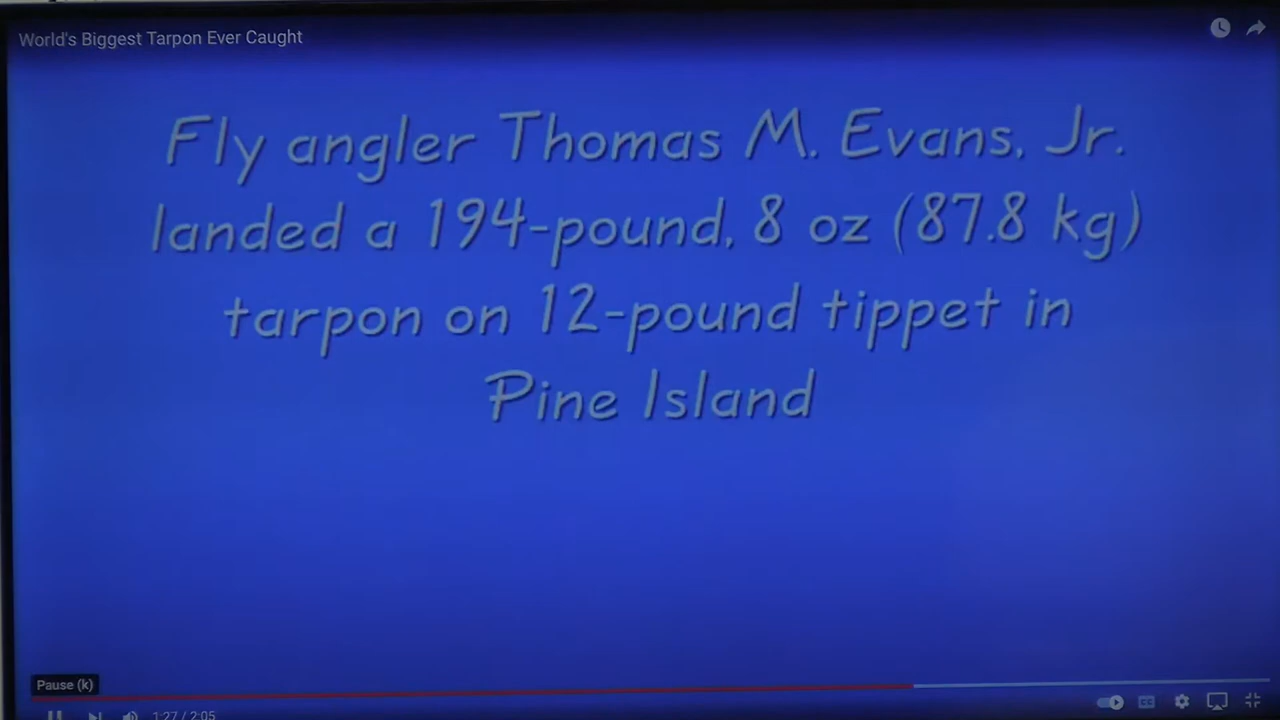 World's Biggest Tarpon Ever Caught
Fly angler Thomas M. Evans, Jr.
landed a 194-pound, 8 oz (87.8 kg)
tarpon on 12-pound tippet in
Pine Island
Pause (k)
1:27 / 2:05
CC